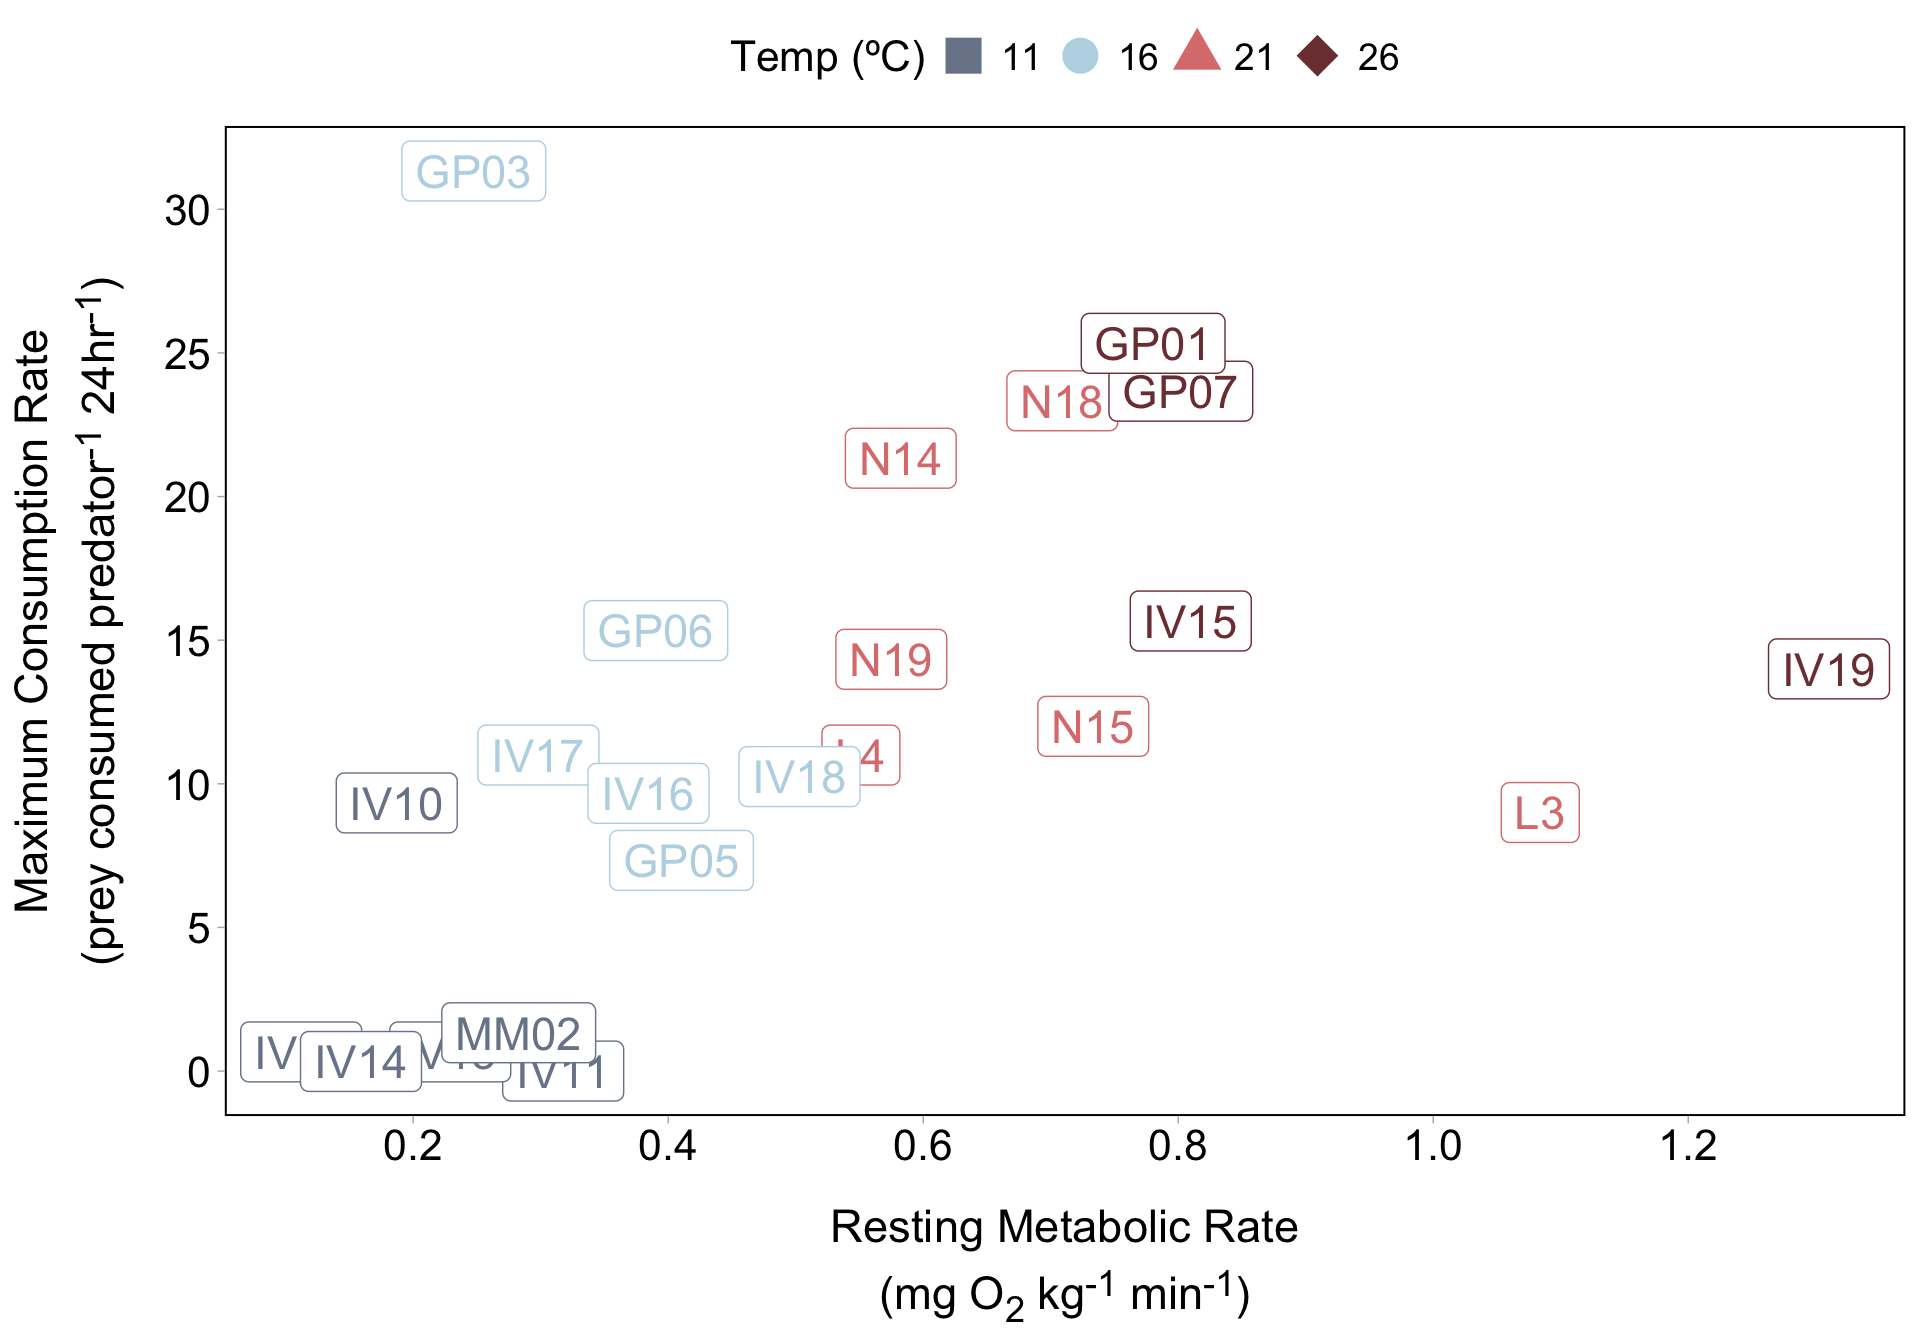 Temp (ºC) 11 16 21 26
Maximum Consumption Rate
(prey consumed predator⁻¹ 24hr⁻¹)
30
25
20
15
10
5
0
GP03
GP01
GP07
N18
N14
IV15
GP06
N19
IV19
N15
IV17
L4
IV18
IV16
IV10
L3
GP05
MM02
IV14
IV11
0.2 0.4 0.6 0.8 1.0 1.2
Resting Metabolic Rate
(mg O₂ kg⁻¹ min⁻¹)